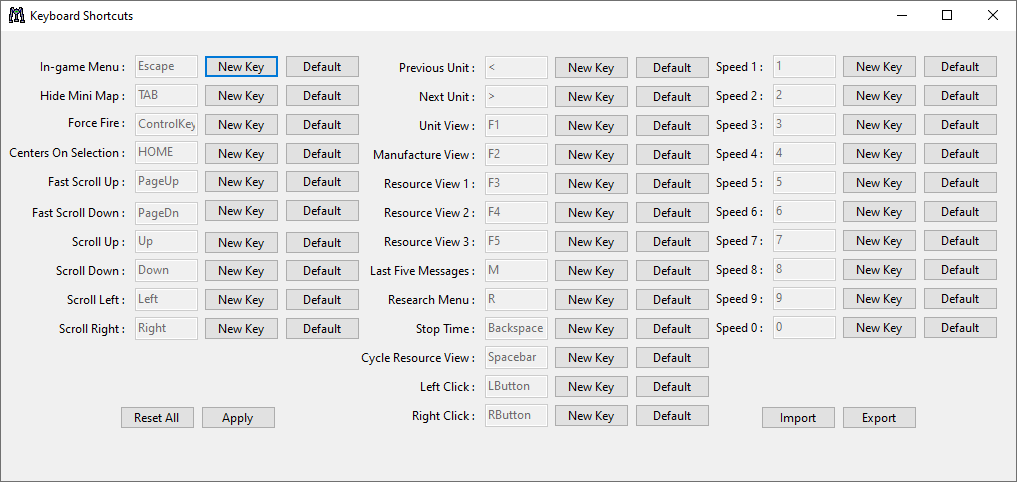 Keyboard Shortcuts
In-game Menu : Escape New Key Default
Hide Mini Map : TAB New Key Default
Force Fire : ControlKey New Key Default
Centers On Selection : HOME New Key Default
Fast Scroll Up : PageUp New Key Default
Fast Scroll Down : PageDn New Key Default
Scroll Up : Up New Key Default
Scroll Down : Down New Key Default
Scroll Left : Left New Key Default
Scroll Right : Right New Key Default
Reset All Apply
Previous Unit : < New Key Default
Next Unit : > New Key Default
Unit View : F1 New Key Default
Manufacture View : F2 New Key Default
Resource View 1 : F3 New Key Default
Resource View 2 : F4 New Key Default
Resource View 3 : F5 New Key Default
Last Five Messages : M New Key Default
Research Menu : R New Key Default
Stop Time : Backspace New Key Default
Cycle Resource View : Spacebar New Key Default
Left Click : LButton New Key Default
Right Click : RButton New Key Default
Speed 1 : 1 New Key Default
Speed 2 : 2 New Key Default
Speed 3 : 3 New Key Default
Speed 4 : 4 New Key Default
Speed 5 : 5 New Key Default
Speed 6 : 6 New Key Default
Speed 7 : 7 New Key Default
Speed 8 : 8 New Key Default
Speed 9 : 9 New Key Default
Speed 0 : 0 New Key Default
Import Export